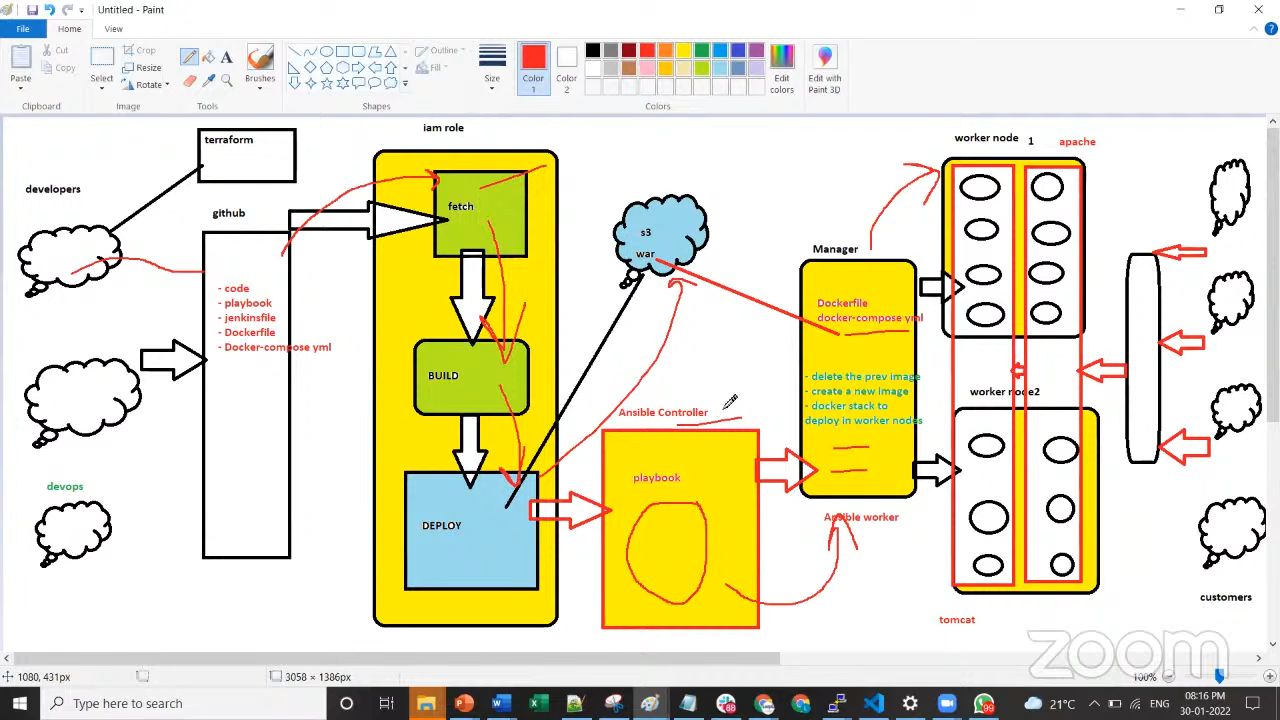 Untitled - Paint
File
Home
View
Paste
Cut
Copy
Clipboard
Select
Crop
Resize
Rotate
Image
Tools
Brushes
Shapes
Outline
Fill
Size
Color
1
Color
2
Edit
colors
Colors
Edit with
Paint 3D
iam role
terraform
developers
github
- code
- playbook
- jenkinsfile
- Dockerfile
- Docker-compose yml
devops
fetch
BUILD
DEPLOY
s3
war
Ansible Controller
playbook
Manager
Dockerfile
docker-compose yml
- delete the prev image
- create a new image
- docker stack to
deploy in worker nodes
Ansible worker
worker node 1
apache
worker node2
tomcat
customers
zoom
1080, 431px
3058 × 1386px
100%
Type here to search
99
21°C
ENG
08:16 PM
30-01-2022